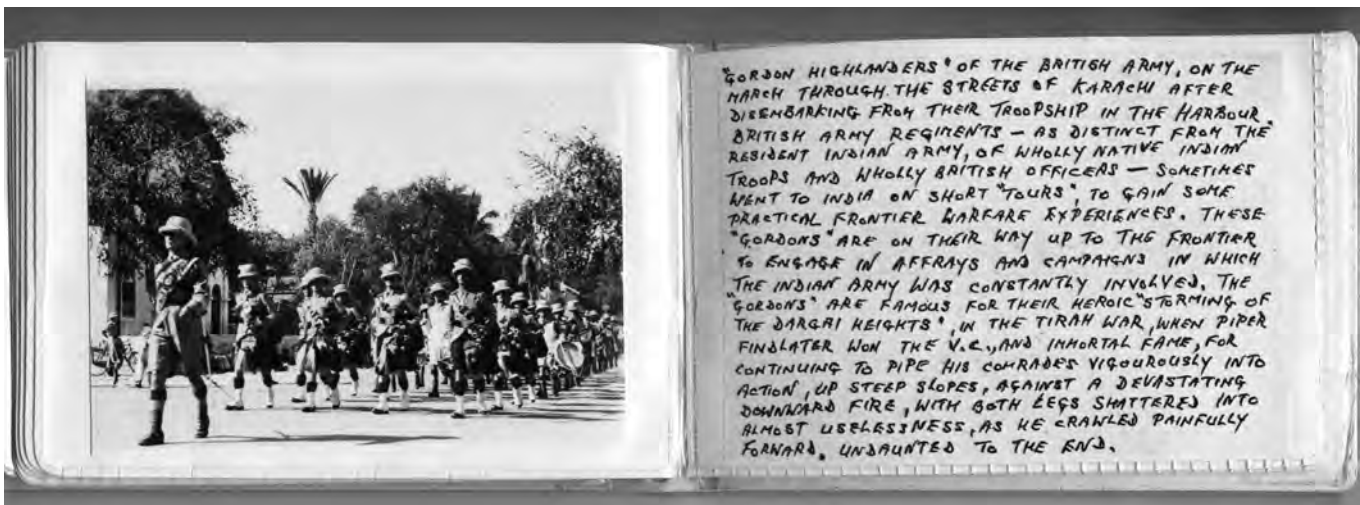 "GORDON HIGHLANDERS" OF THE BRITISH ARMY, ON THE
MARCH THROUGH THE STREETS OF KARACHI AFTER
DISEMBARKING FROM THEIR TROOPSHIP IN THE HARBOUR.
BRITISH ARMY REGIMENTS — AS DISTINCT FROM THE
RESIDENT INDIAN ARMY, OF WHOLLY NATIVE INDIAN
TROOPS AND WHOLLY BRITISH OFFICERS — SOMETIMES
WENT TO INDIA ON SHORT "TOURS", TO GAIN SOME
PRACTICAL FRONTIER WARFARE EXPERIENCES. THESE
"GORDONS" ARE ON THEIR WAY UP TO THE FRONTIER
TO ENGAGE IN AFFRAYS AND CAMPAIGNS IN WHICH
THE INDIAN ARMY WAS CONSTANTLY INVOLVED. THE
"GORDONS" ARE FAMOUS FOR THEIR HEROIC "STORMING OF
THE DARGAI HEIGHTS", IN THE TIRAH WAR, WHEN PIPER
FINDLATER WON THE V.C., AND IMMORTAL FAME, FOR
CONTINUING TO PIPE HIS COMRADES VIGOUROUSLY INTO
ACTION, UP STEEP SLOPES, AGAINST A DEVASTATING
DOWNWARD FIRE, WITH BOTH LEGS SHATTERED INTO
ALMOST USELESSNESS, AS HE CRAWLED PAINFULLY
FORWARD, UNDAUNTED TO THE END.